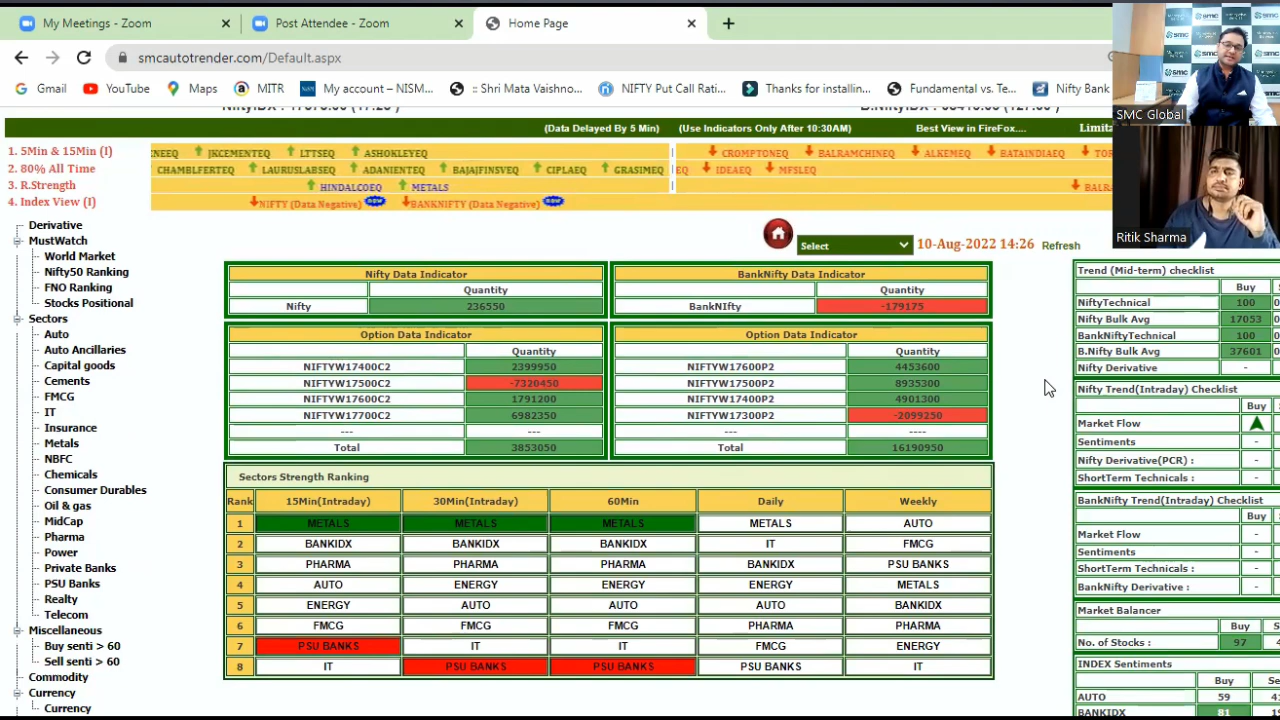 My Meetings - Zoom
Post Attendee - Zoom
Home Page
smcautotrender.com/Default.aspx
Gmail YouTube Maps MITR My account – NISM... :: Shri Mata Vaishno... NIFTY Put Call Rati... Thanks for installin... Fundamental vs. Te... Nifty Bank
(Data Delayed By 5 Min) (Use Indicators Only After 10:30AM) Best View in FireFox....
1. 5Min & 15Min (I)
2. 80% All Time
3. R.Strength
4. Index View (I)
NEEQ JKCEMENTEQ LTTSEQ ASHOKLEYEQ CROMPTONEQ BALRAMCHINEQ ALKEMEQ BATAINDIAEQ TOR
CHAMBLFERTEQ LAURUSLABSEQ ADANIENTEQ BAJAJFINSVEQ CIPLAEQ GRASIMEQ EQ IDEAEQ MFSLEQ
HINDALCOEQ METALS BALR
NIFTY (Data Negative) BANKNIFTY (Data Negative)
Select 10-Aug-2022 14:26 Refresh
Derivative
MustWatch
World Market
Nifty50 Ranking
FNO Ranking
Stocks Positional
Sectors
Auto
Auto Ancillaries
Capital goods
Cements
FMCG
IT
Insurance
Metals
NBFC
Chemicals
Consumer Durables
Oil & gas
MidCap
Pharma
Power
Private Banks
PSU Banks
Realty
Telecom
Miscellaneous
Buy senti > 60
Sell senti > 60
Commodity
Currency
Currency
Nifty Data Indicator
Quantity
Nifty 236550
BankNifty Data Indicator
Quantity
BankNIfty -179175
Option Data Indicator
Quantity
NIFTYW17400C2 2399950
NIFTYW17500C2 -7320450
NIFTYW17600C2 1791200
NIFTYW17700C2 6982350
--- ---
Total 3853050
Option Data Indicator
Quantity
NIFTYW17600P2 4453600
NIFTYW17500P2 8935300
NIFTYW17400P2 4901300
NIFTYW17300P2 -2099250
--- ----
Total 16190950
Sectors Strength Ranking
Rank 15Min(Intraday) 30Min(Intraday) 60Min Daily Weekly
1 METALS METALS METALS METALS AUTO
2 BANKIDX BANKIDX BANKIDX IT FMCG
3 PHARMA PHARMA PHARMA BANKIDX PSU BANKS
4 AUTO ENERGY ENERGY ENERGY METALS
5 ENERGY AUTO AUTO AUTO BANKIDX
6 FMCG FMCG FMCG PHARMA PHARMA
7 PSU BANKS IT IT FMCG ENERGY
8 IT PSU BANKS PSU BANKS PSU BANKS IT
Trend (Mid-term) checklist
Buy
NiftyTechnical 100 0
Nifty Bulk Avg 17053 0
BankNiftyTechnical 100 0
B.Nifty Bulk Avg 37601 0
Nifty Derivative -
Nifty Trend(Intraday) Checklist
Buy
Market Flow
Sentiments -
Nifty Derivative(PCR) : -
ShortTerm Technicals : -
BankNifty Trend(Intraday) Checklist
Buy
Market Flow -
Sentiments -
ShortTerm Technicals : -
BankNifty Derivative : -
Market Balancer
Buy
No. of Stocks : 97
INDEX Sentiments
Buy Se
AUTO 59
BANKIDX 81
SMC Global
Ritik Sharma